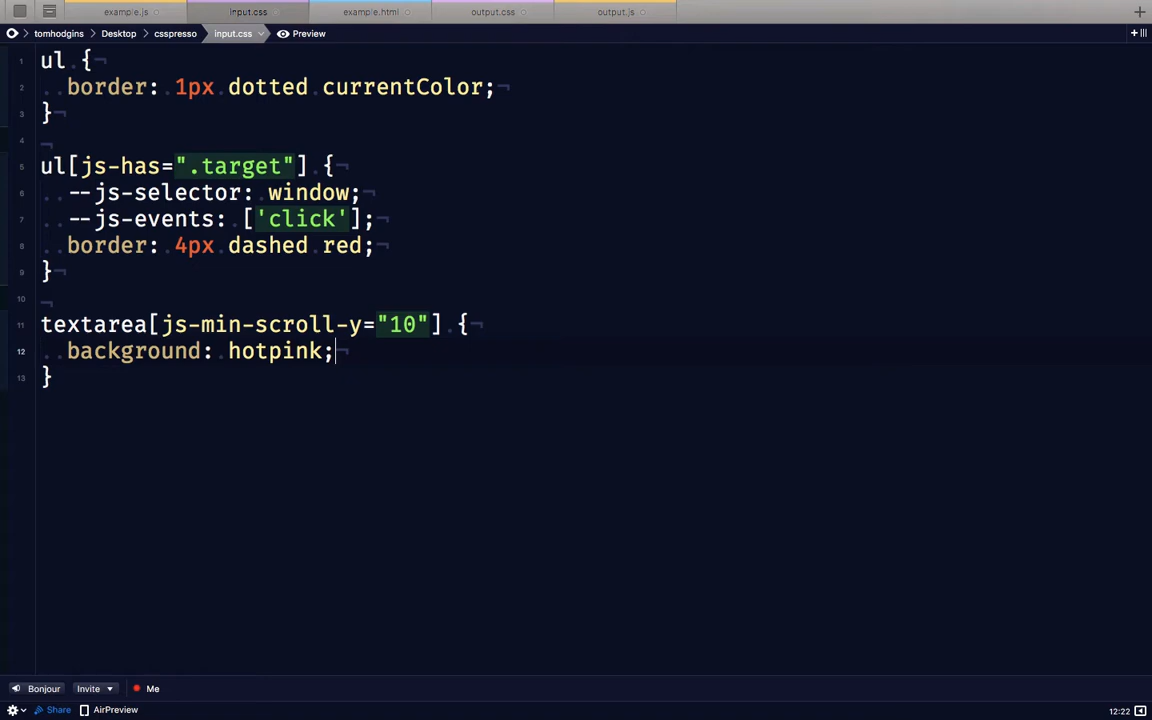 example.js input.css example.html output.css output.js
tomhodgins Desktop csspresso input.css Preview
1 ul {
2 border: 1px dotted currentColor;
3 }
4
5 ul[js-has=".target"] {
6 --js-selector: window;
7 --js-events: ['click'];
8 border: 4px dashed red;
9 }
10
11 textarea[js-min-scroll-y="10"] {
12 background: hotpink;
13 }
Bonjour Invite Me
Share AirPreview 12:22